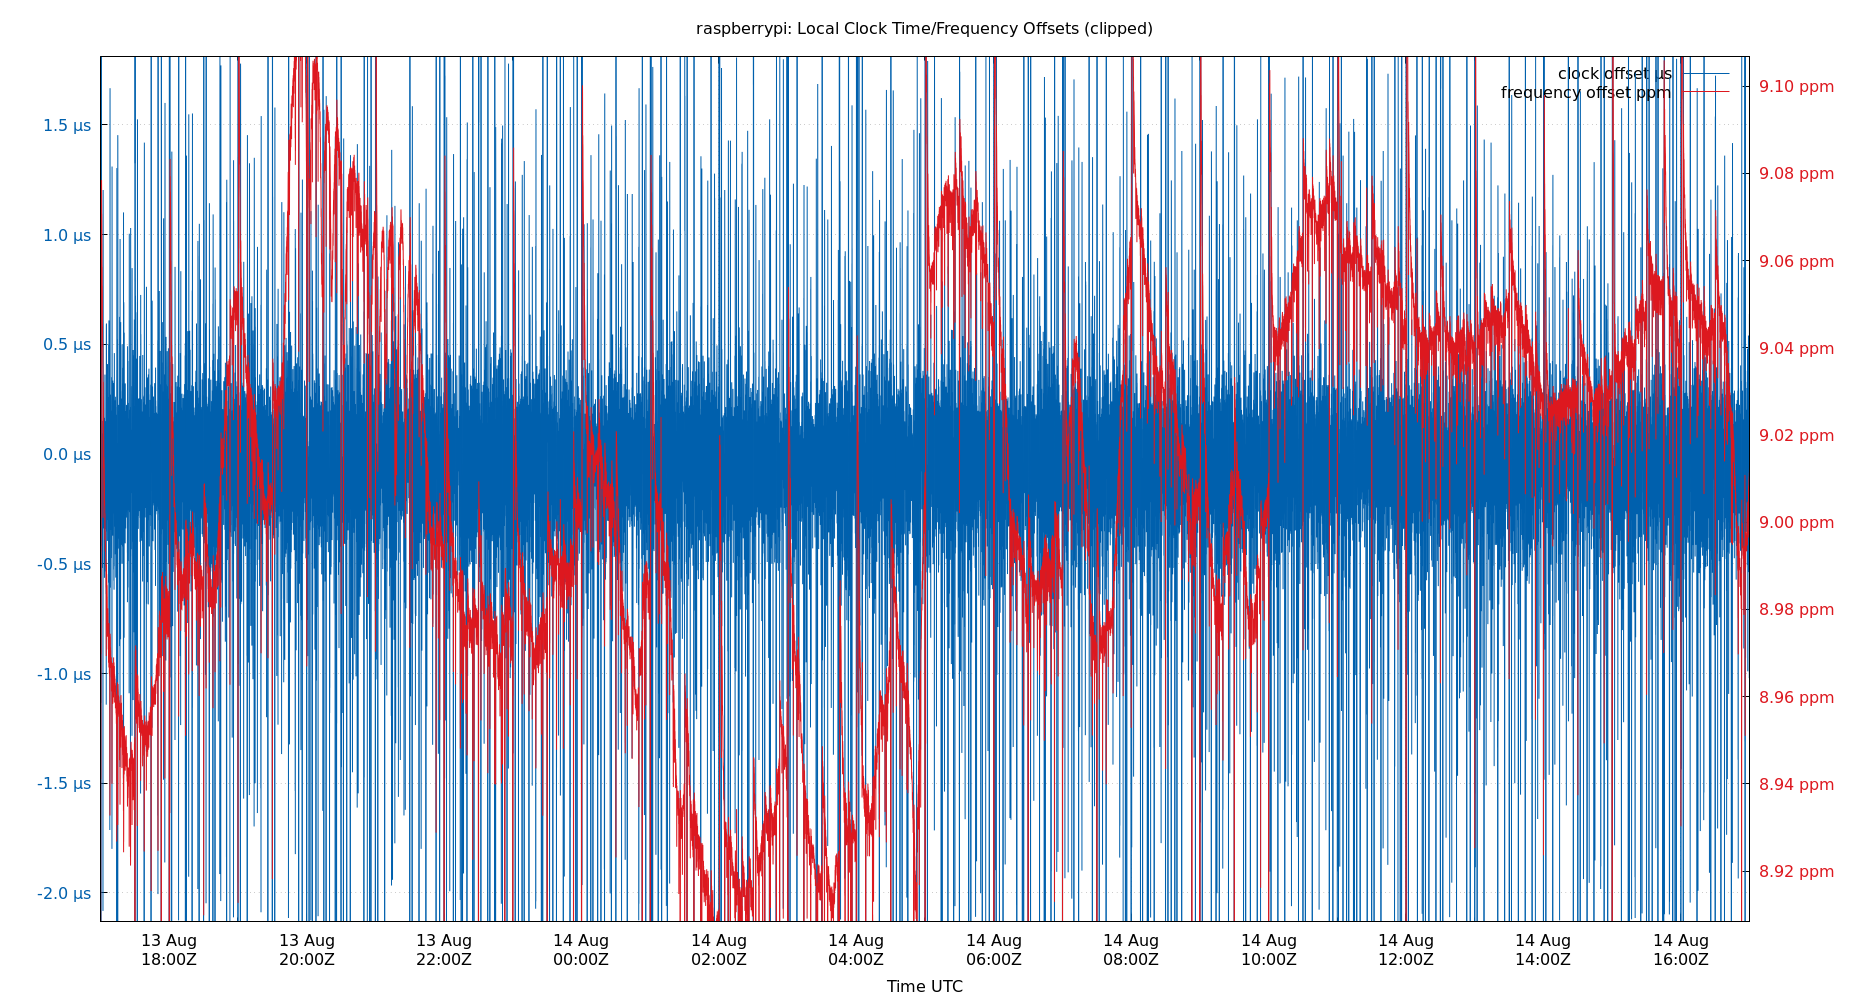 raspberrypi: Local Clock Time/Frequency Offsets (clipped)
clock offset µs
frequency offset ppm
1.5 µs
1.0 µs
0.5 µs
0.0 µs
-0.5 µs
-1.0 µs
-1.5 µs
-2.0 µs
9.10 ppm
9.08 ppm
9.06 ppm
9.04 ppm
9.02 ppm
9.00 ppm
8.98 ppm
8.96 ppm
8.94 ppm
8.92 ppm
13 Aug
18:00Z
13 Aug
20:00Z
13 Aug
22:00Z
14 Aug
00:00Z
14 Aug
02:00Z
14 Aug
04:00Z
14 Aug
06:00Z
14 Aug
08:00Z
14 Aug
10:00Z
14 Aug
12:00Z
14 Aug
14:00Z
14 Aug
16:00Z
Time UTC